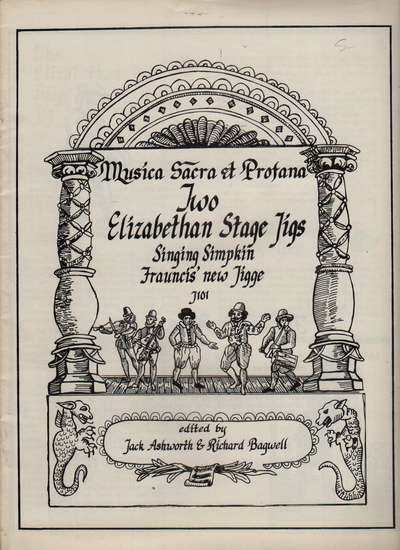 Musica Sacra et Profana
Two
Elizabethan Stage Jigs
Singing Simpkin
Frauncis' new Jigge
J101
edited by
Jack Ashworth & Richard Bagwell